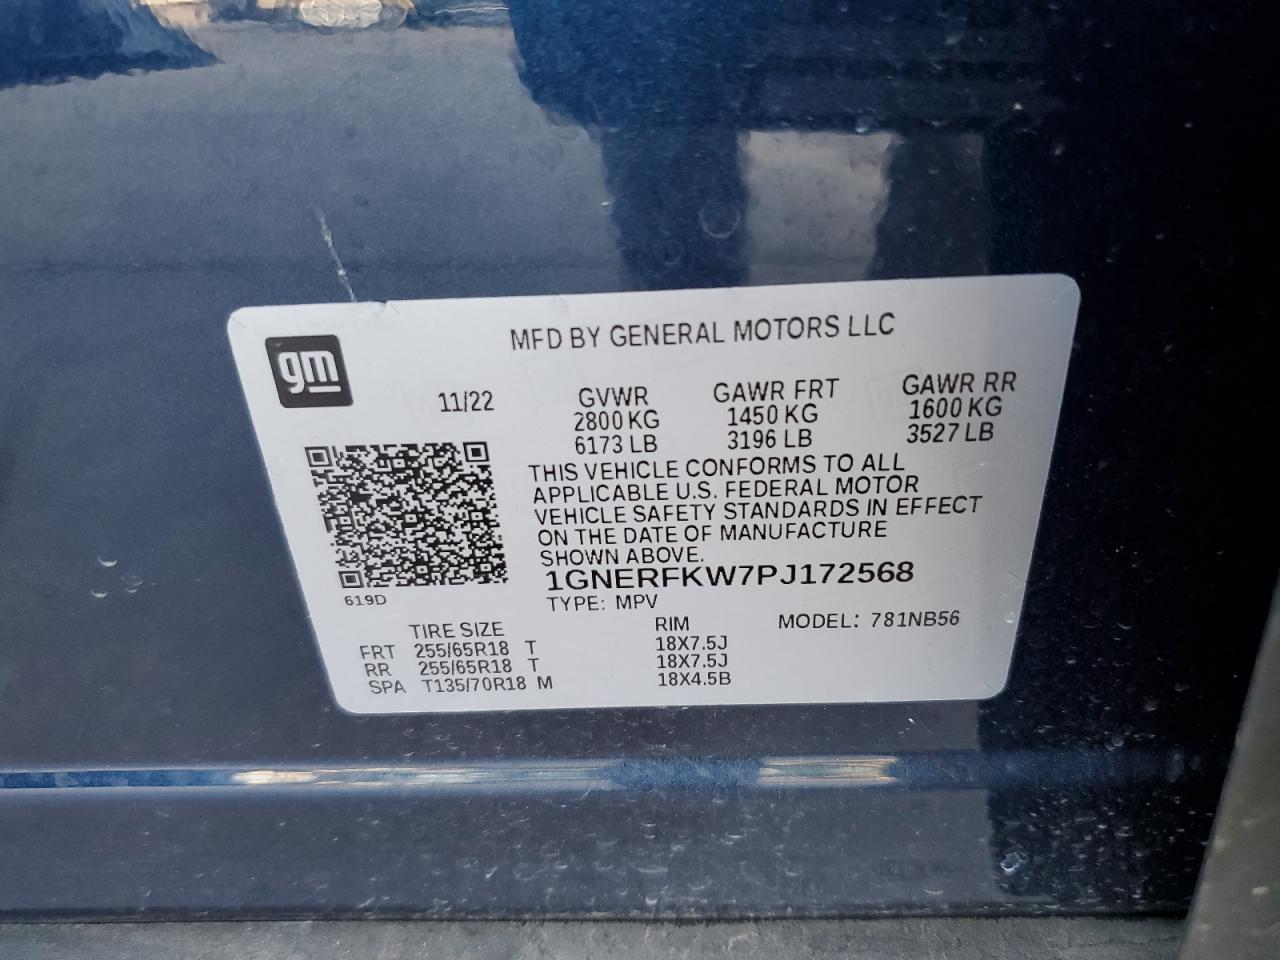 MFD BY GENERAL MOTORS LLC
gm
11/22 GVWR GAWR FRT GAWR RR
2800 KG 1450 KG 1600 KG
6173 LB 3196 LB 3527 LB
THIS VEHICLE CONFORMS TO ALL
APPLICABLE U.S. FEDERAL MOTOR
VEHICLE SAFETY STANDARDS IN EFFECT
ON THE DATE OF MANUFACTURE
SHOWN ABOVE.
1GNERFKW7PJ172568
619D
TYPE: MPV MODEL: 781NB56
TIRE SIZE RIM
FRT 255/65R18 T 18X7.5J
RR 255/65R18 T 18X7.5J
SPA T135/70R18 M 18X4.5B